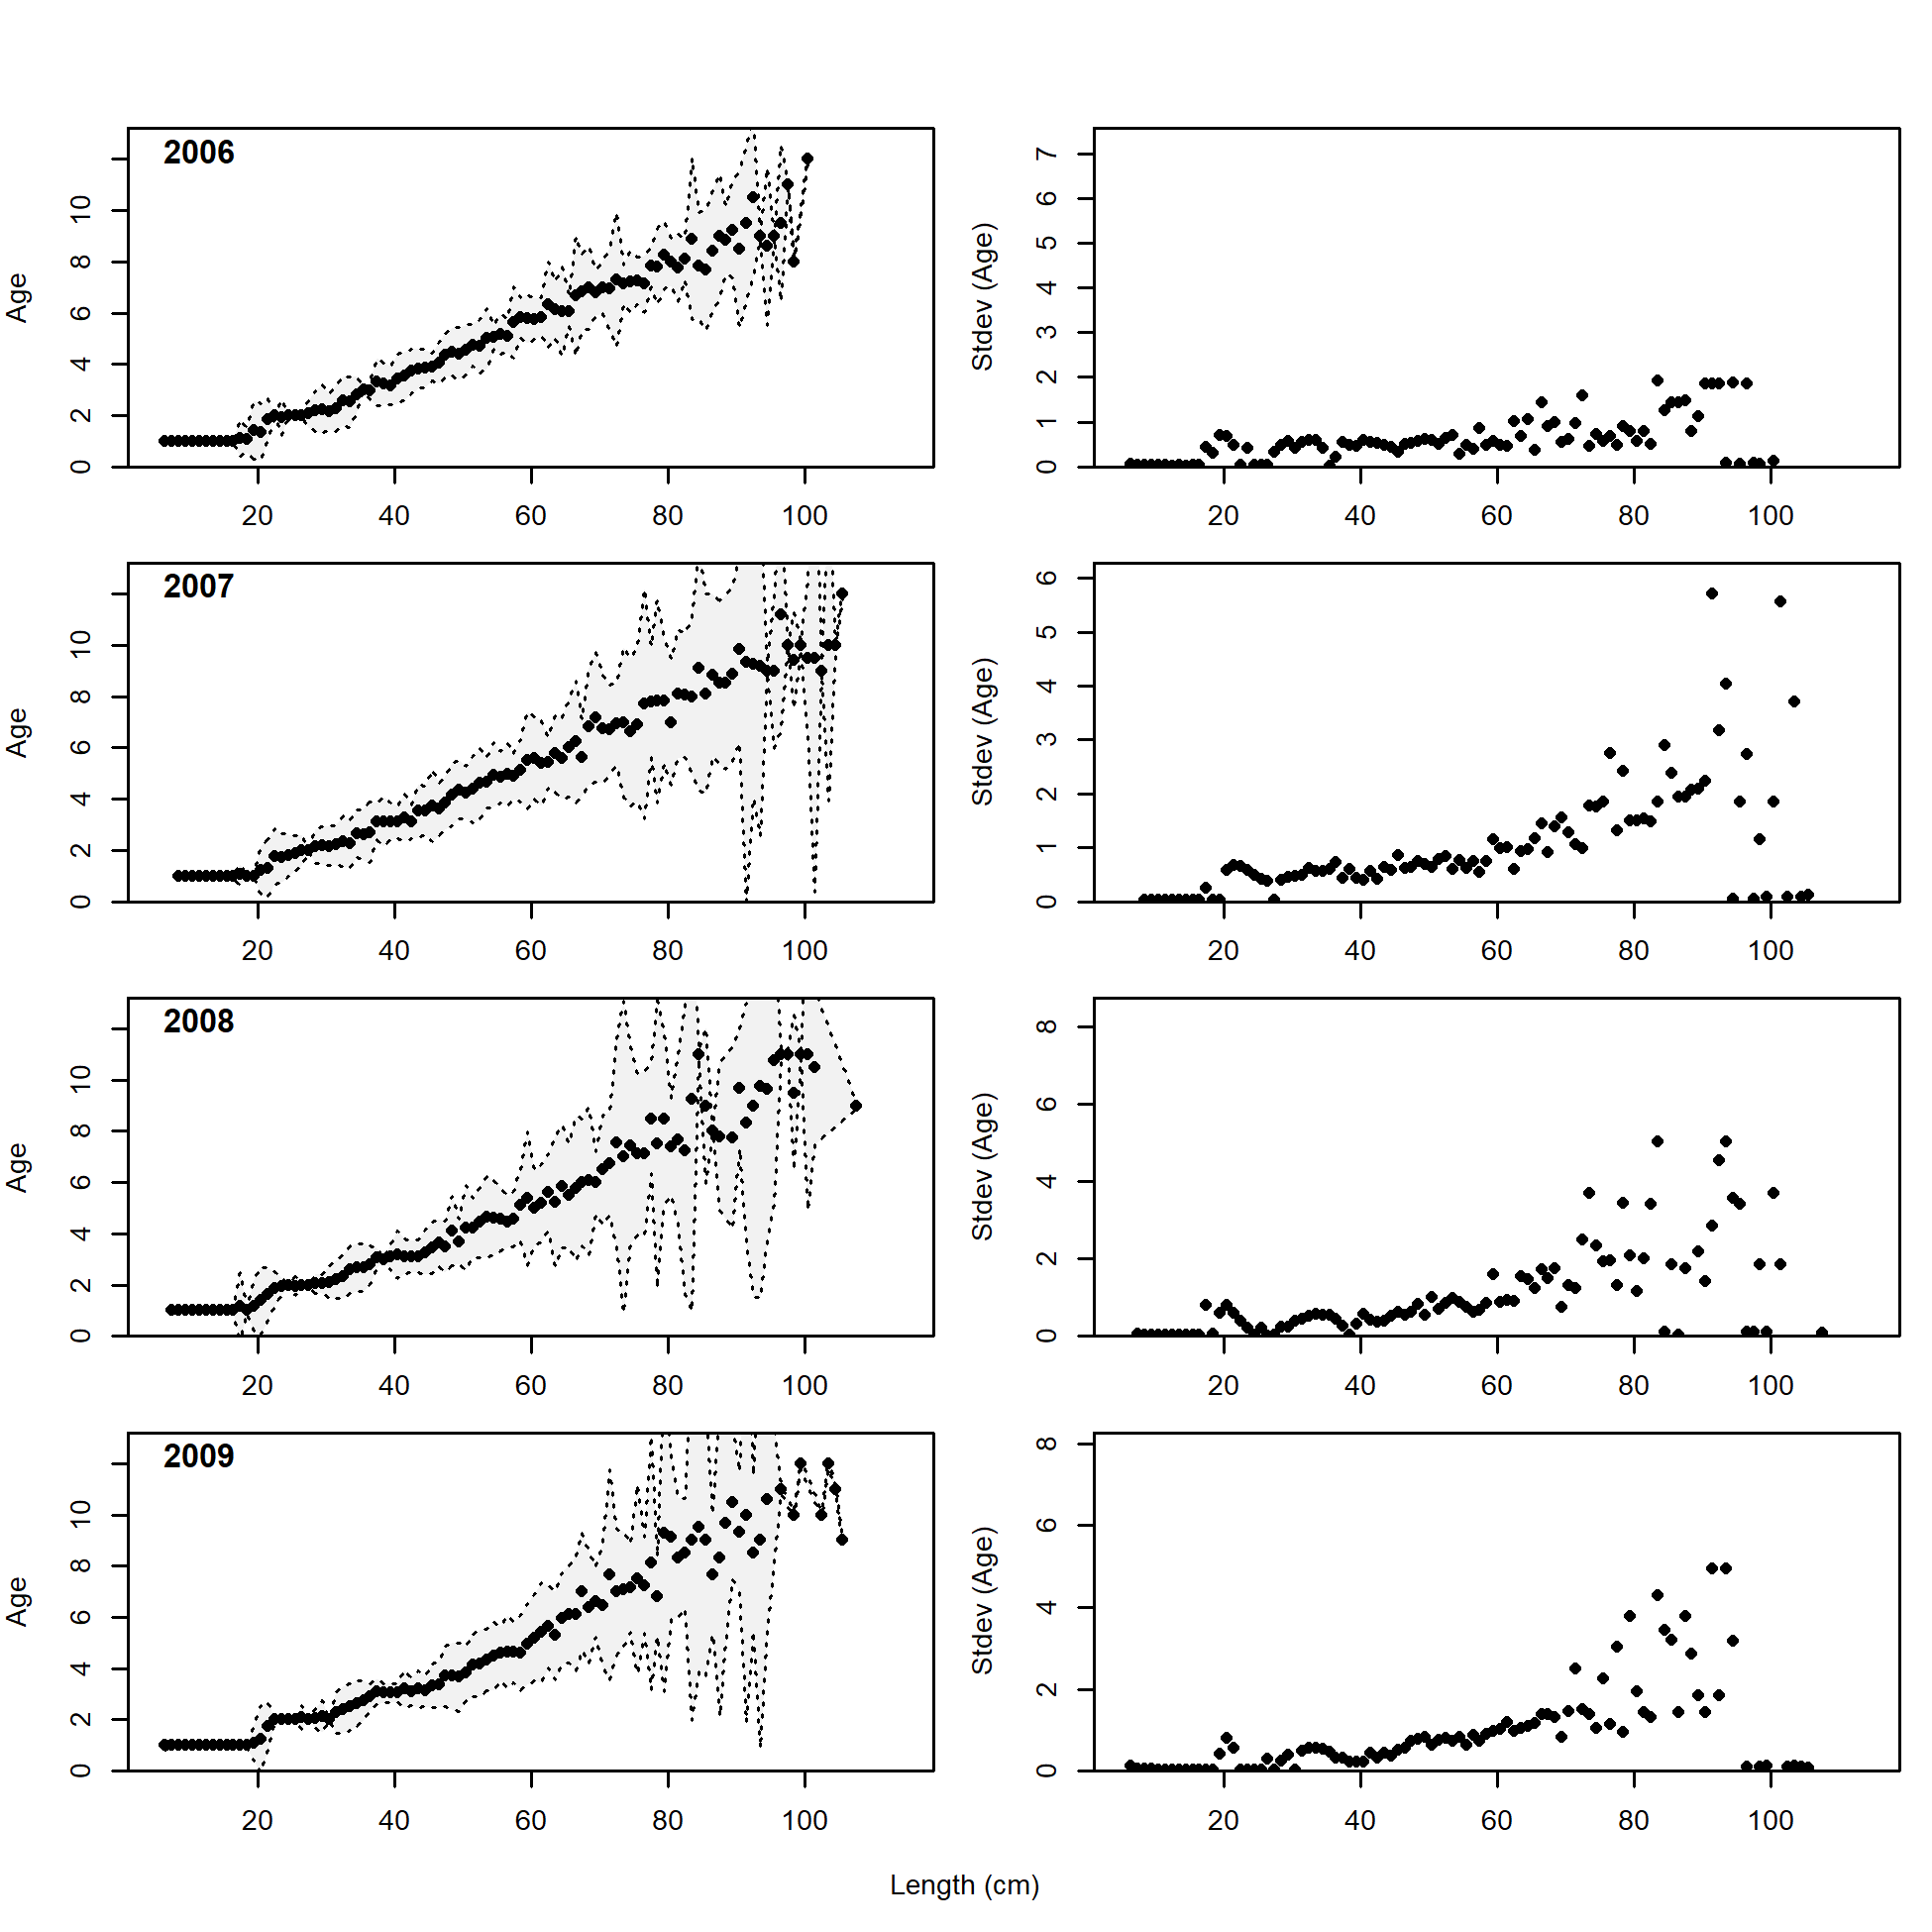 2006
Age
0 2 4 6 8 10
20 40 60 80 100
Stdev (Age)
0 1 2 3 4 5 6 7
20 40 60 80 100
2007
Age
0 2 4 6 8 10
20 40 60 80 100
Stdev (Age)
0 1 2 3 4 5 6
20 40 60 80 100
2008
Age
0 2 4 6 8 10
20 40 60 80 100
Stdev (Age)
0 2 4 6 8
20 40 60 80 100
2009
Age
0 2 4 6 8 10
20 40 60 80 100
Stdev (Age)
0 2 4 6 8
20 40 60 80 100
Length (cm)